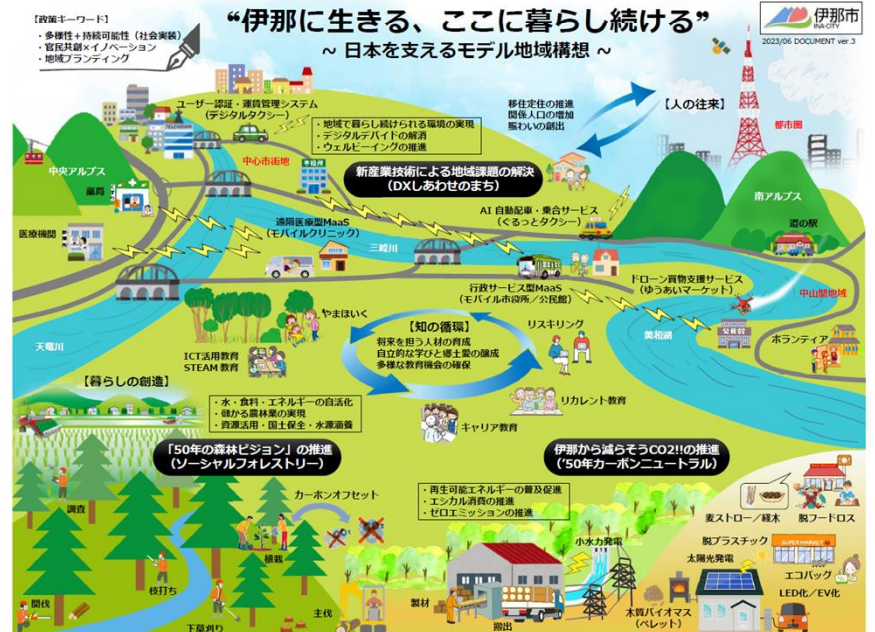 【政策キーワード】
・多様性＋持続可能性（社会実装）
・官民共創×イノベーション
・地域ブランディング
“伊那に生きる、ここに暮らし続ける”
～ 日本を支えるモデル地域構想 ～
伊那市
INA CITY
2023/06 DOCUMENT ver.3
ユーザー認証・運賃管理システム
（デジタルタクシー）
・地域で暮らし続けられる環境の実現
・デジタルデバイドの解消
・ウェルビーイングの推進
移住定住の推進
関係人口の増加
賑わいの創出
【人の往来】
都市圏
中央アルプス
中心市街地
市役所
新産業技術による地域課題の解決
（DXしあわせのまち）
南アルプス
薬局
医療機関
遠隔医療型MaaS
（モバイルクリニック）
三峰川
AI 自動配車・乗合サービス
（ぐるっとタクシー）
道の駅
行政サービス型MaaS
（モバイル市役所／公民館）
ドローン買物支援サービス
（ゆうあいマーケット）
中山間地域
天竜川
やまほいく
ICT活用教育
STEAM 教育
【知の循環】
将来を担う人材の育成
自立的な学びと郷土愛の醸成
多様な教育機会の確保
リスキリング
美和湖
公民館
ボランティア
リカレント教育
キャリア教育
【暮らしの創造】
・水・食料・エネルギーの自活化
・儲かる農林業の実現
・資源活用・国土保全・水源涵養
「50年の森林ビジョン」の推進
（ソーシャルフォレストリー）
伊那から減らそうCO2!!の推進
（’50年カーボンニュートラル）
・再生可能エネルギーの普及促進
・エシカル消費の推進
・ゼロエミッションの推進
調査
カーボンオフセット
植栽
枝打ち
間伐
下草刈り
主伐
製材
搬出
小水力発電
木質バイオマス
（ペレット）
麦ストロー／経木
脱フードロス
脱プラスチック
太陽光発電
SUPER MARKET
エコバッグ
LED化／EV化